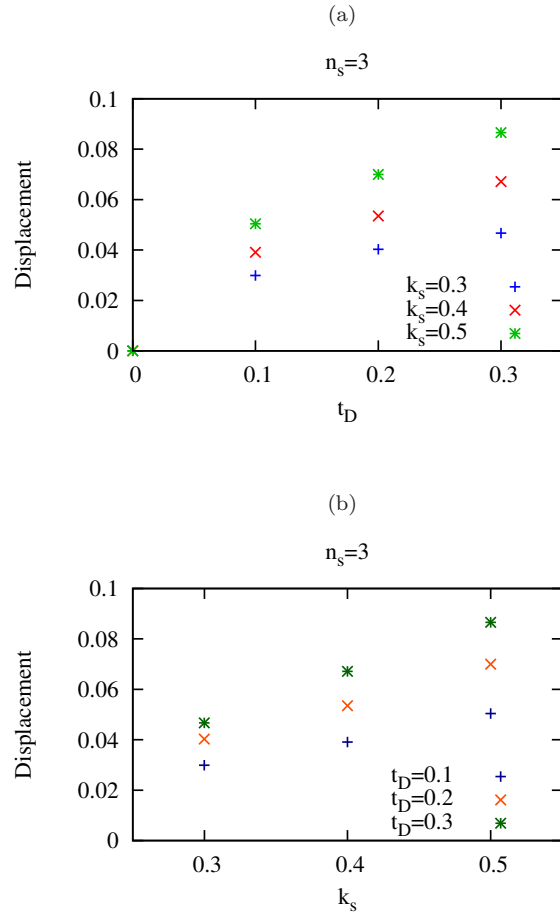 (a)
n_s=3
0.1
0.08
0.06
0.04
0.02
0
Displacement
k_s=0.3
k_s=0.4
k_s=0.5
0 0.1 0.2 0.3
t_D
(b)
n_s=3
0.1
0.08
0.06
0.04
0.02
0
Displacement
t_D=0.1
t_D=0.2
t_D=0.3
0.3 0.4 0.5
k_s